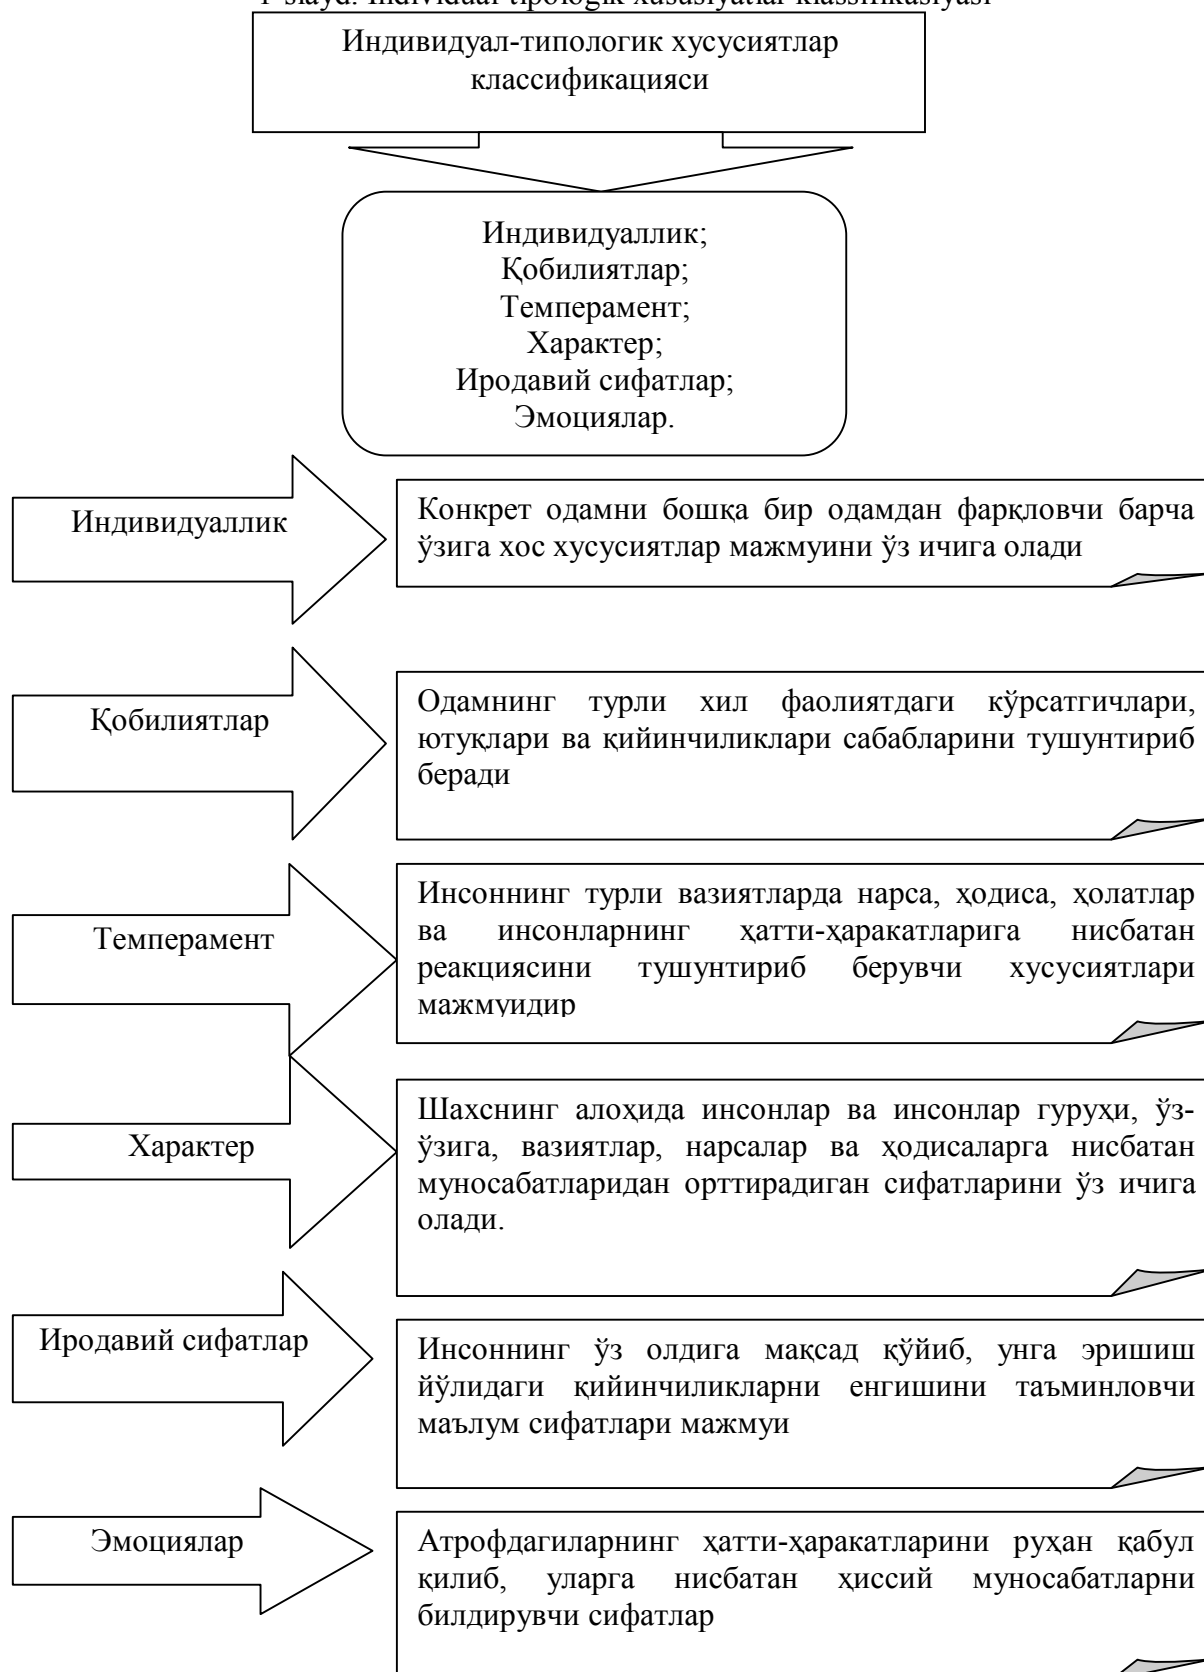 1-slayd. Individual-tipologik xususiyatlar klassifikasiyasi
Индивидуал-типологик хусусиятлар
классификацияси
Индивидуаллик;
Қобилиятлар;
Темперамент;
Характер;
Иродавий сифатлар;
Эмоциялар.
Индивидуаллик
Конкрет одамни бошқа бир одамдан фарқловчи барча
ўзига хос хусусиятлар мажмуини ўз ичига олади
Қобилиятлар
Одамнинг турли хил фаолиятдаги кўрсатгичлари,
ютуқлари ва қийинчиликлари сабабларини тушунтириб
беради
Темперамент
Инсоннинг турли вазиятларда нарса, ҳодиса, ҳолатлар
ва инсонларнинг ҳатти-ҳаракатларига нисбатан
реакциясини тушунтириб берувчи хусусиятлари
мажмуидир
Характер
Шахснинг алоҳида инсонлар ва инсонлар гуруҳи, ўз-
ўзига, вазиятлар, нарсалар ва ҳодисаларга нисбатан
муносабатларидан орттирадиган сифатларини ўз ичига
олади.
Иродавий сифатлар
Инсоннинг ўз олдига мақсад қўйиб, унга эришиш
йўлидаги қийинчиликларни енгишини таъминловчи
маълум сифатлари мажмуи
Эмоциялар
Атрофдагиларнинг ҳатти-ҳаракатларини руҳан қабул
қилиб, уларга нисбатан ҳиссий муносабатларни
билдирувчи сифатлар